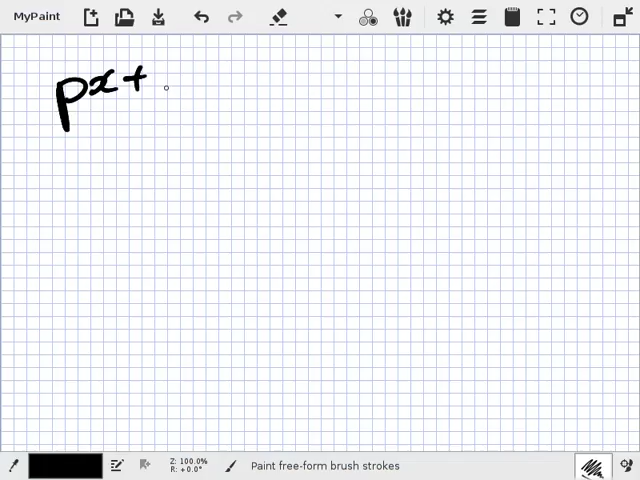 MyPaint
px+
Z: 100.0%
R: +0.0°
Paint free-form brush strokes